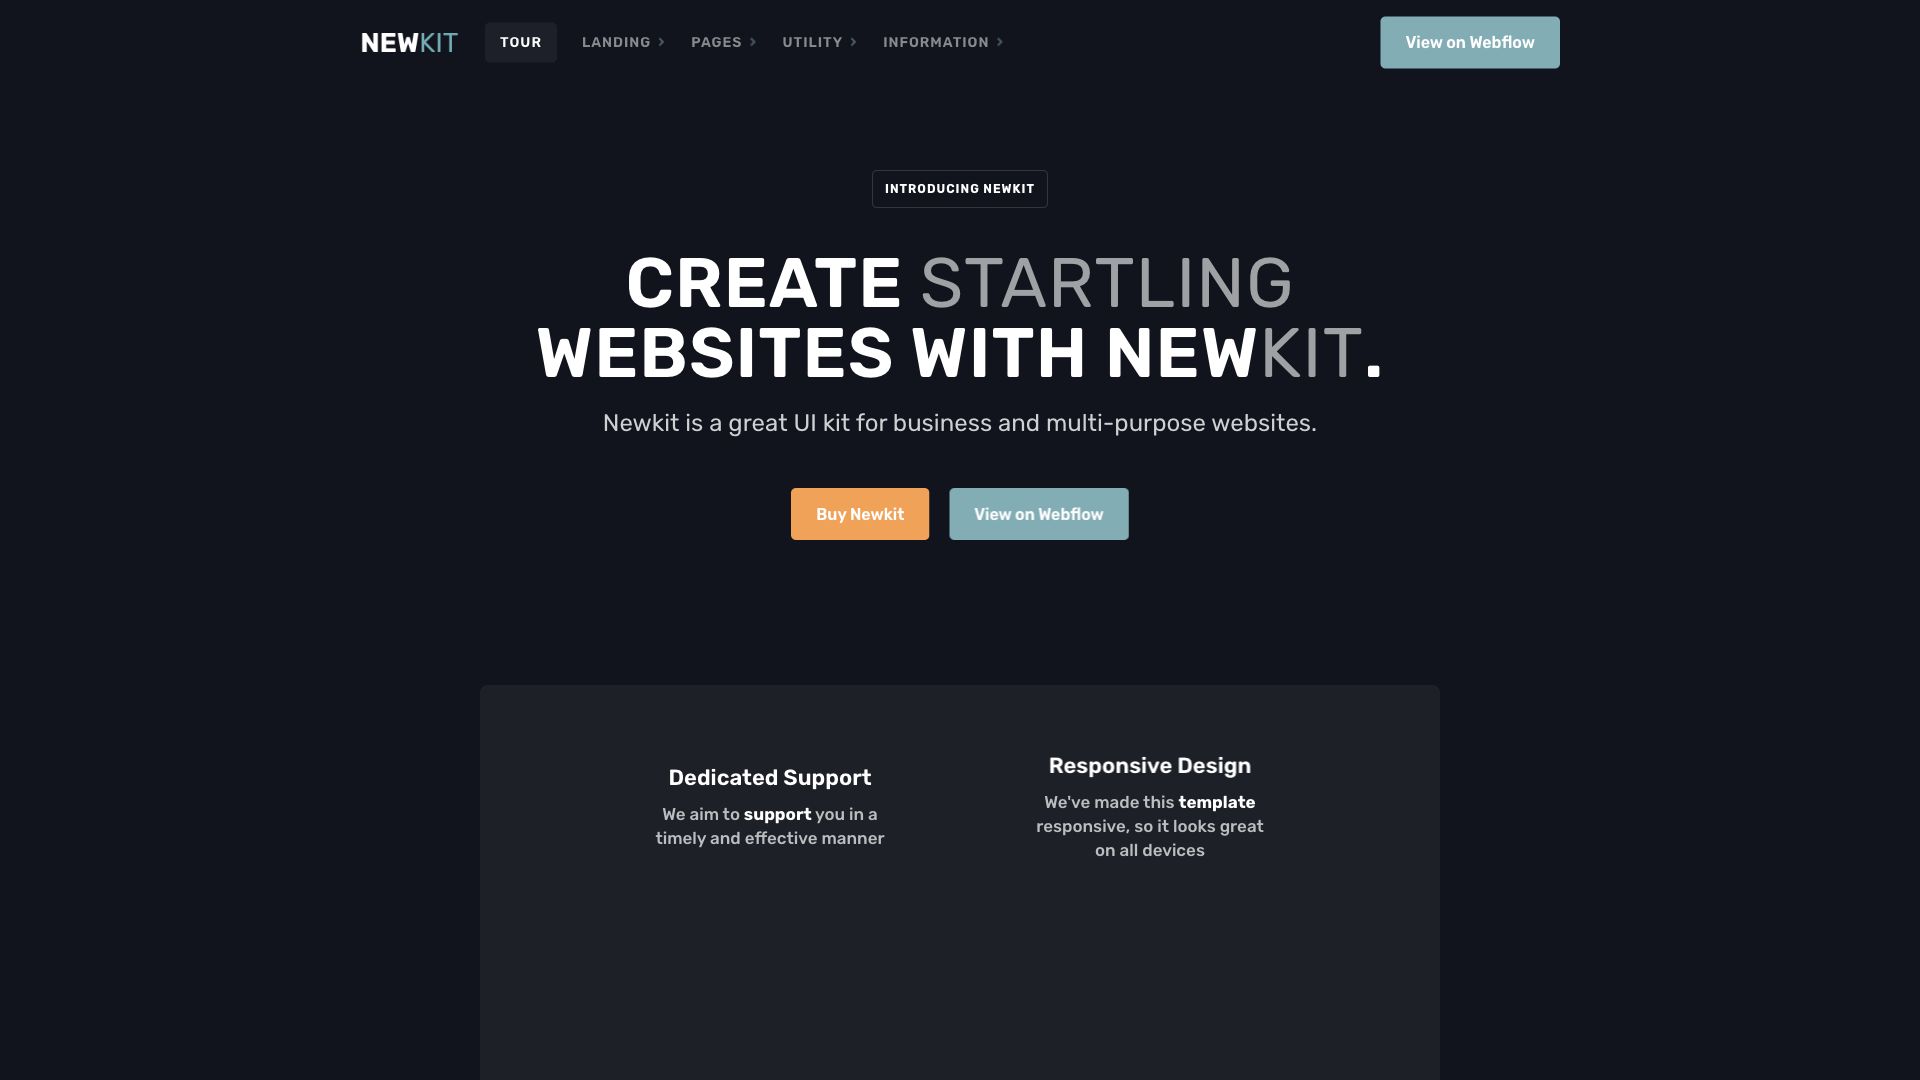 NEWKIT
TOUR
LANDING
PAGES
UTILITY
INFORMATION
View on Webflow
INTRODUCING NEWKIT
CREATE STARTLING
WEBSITES WITH NEWKIT.
Newkit is a great UI kit for business and multi-purpose websites.
Buy Newkit
View on Webflow
Dedicated Support
We aim to support you in a
timely and effective manner
Responsive Design
We've made this template
responsive, so it looks great
on all devices